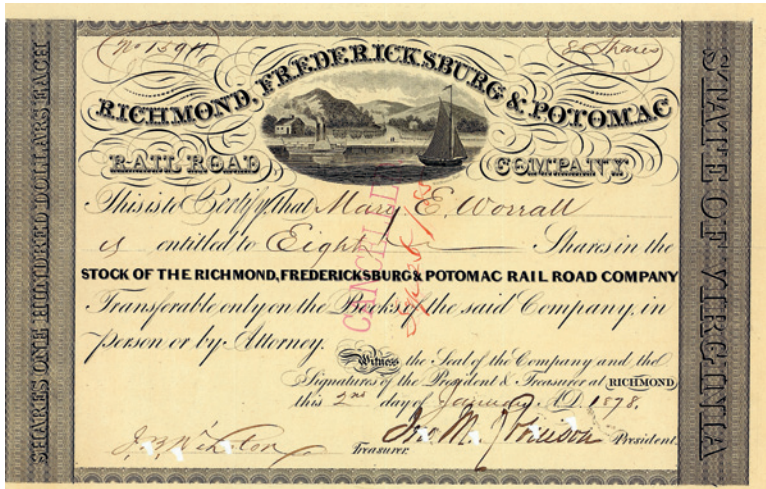 No 1594
8 Shares
RICHMOND, FREDERICKSBURG & POTOMAC
RAIL ROAD COMPANY
SHARES ONE HUNDRED DOLLARS EACH
STATE OF VIRGINIA
This is to Certify, that Mary E. Worrall
is entitled to Eight Shares in the
STOCK OF THE RICHMOND, FREDERICKSBURG & POTOMAC RAIL ROAD COMPANY
Transferable only on the Books of the said Company, in
person or by Attorney.
CANCELLED
Witness the Seal of the Company and the
Signatures of the President & Treasurer at RICHMOND
this 2nd day of January A.D. 1878.
Treasurer.
President.